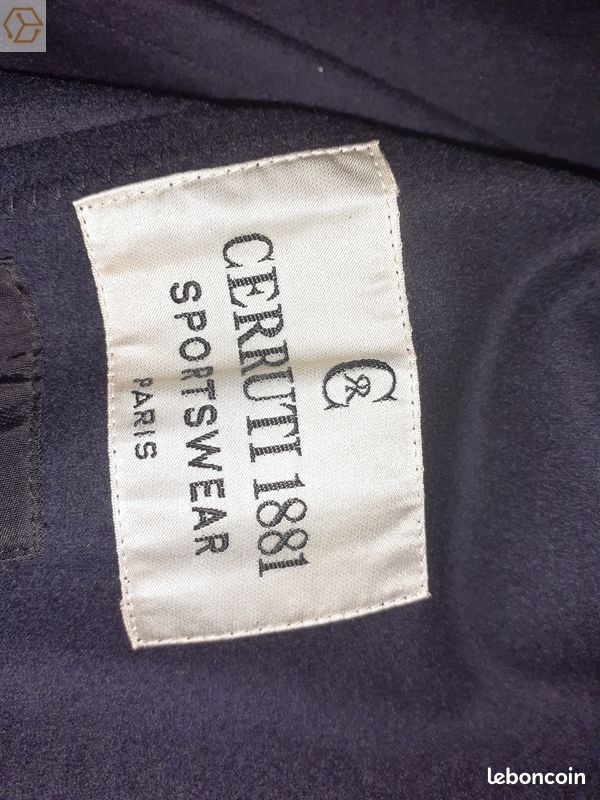 CR
CERRUTI 1881
SPORTSWEAR
PARIS
leboncoin